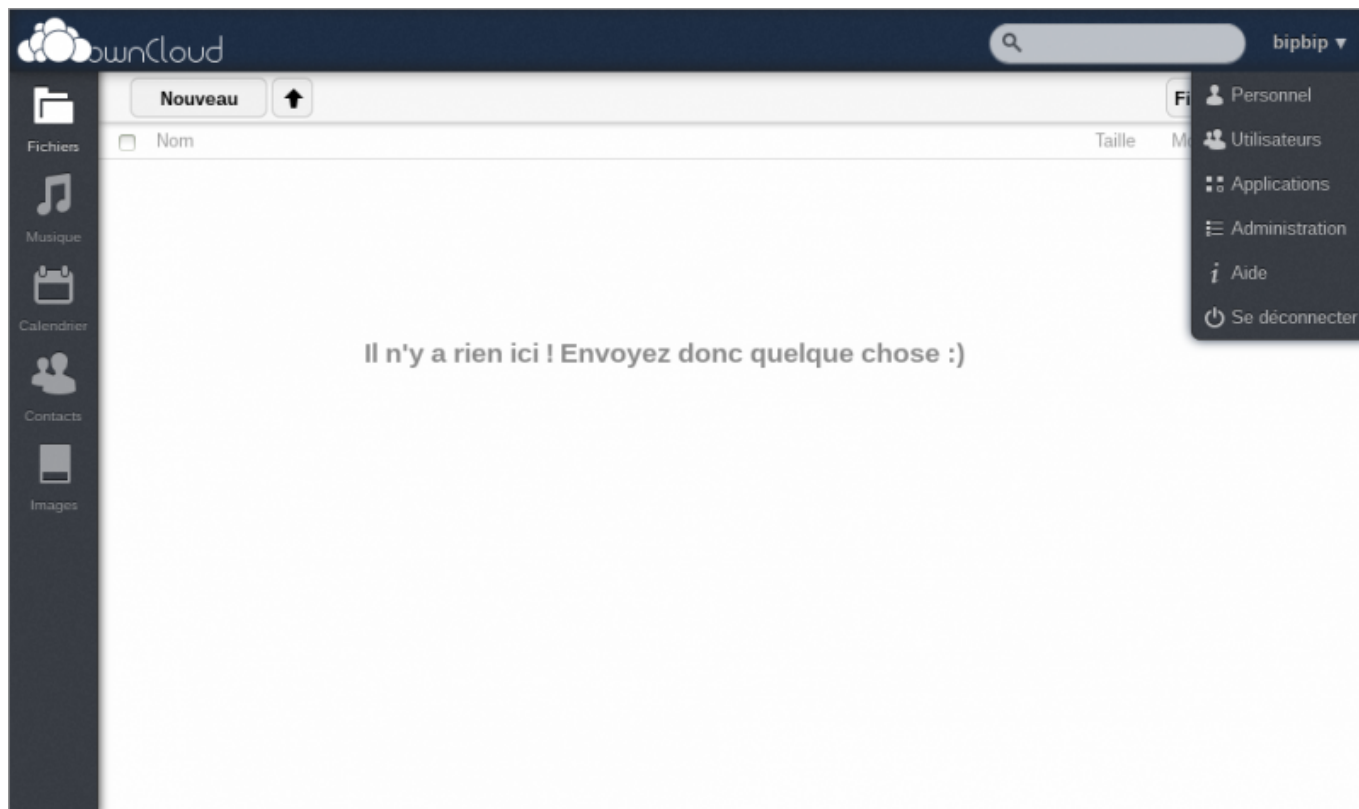 ownCloud
bipbip ▼
Nouveau
Fichiers
Nom
Taille
Musique
Calendrier
Contacts
Images
Il n'y a rien ici ! Envoyez donc quelque chose :)
Personnel
Utilisateurs
Applications
Administration
Aide
Se déconnecter